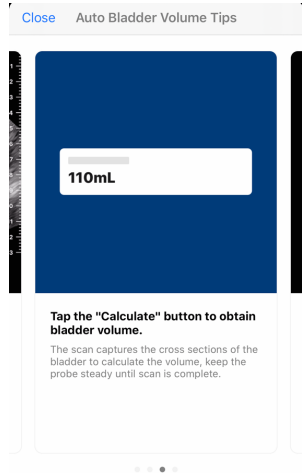 Close Auto Bladder Volume Tips
110mL
Tap the "Calculate" button to obtain
bladder volume.
The scan captures the cross sections of the
bladder to calculate the volume, keep the
probe steady until scan is complete.